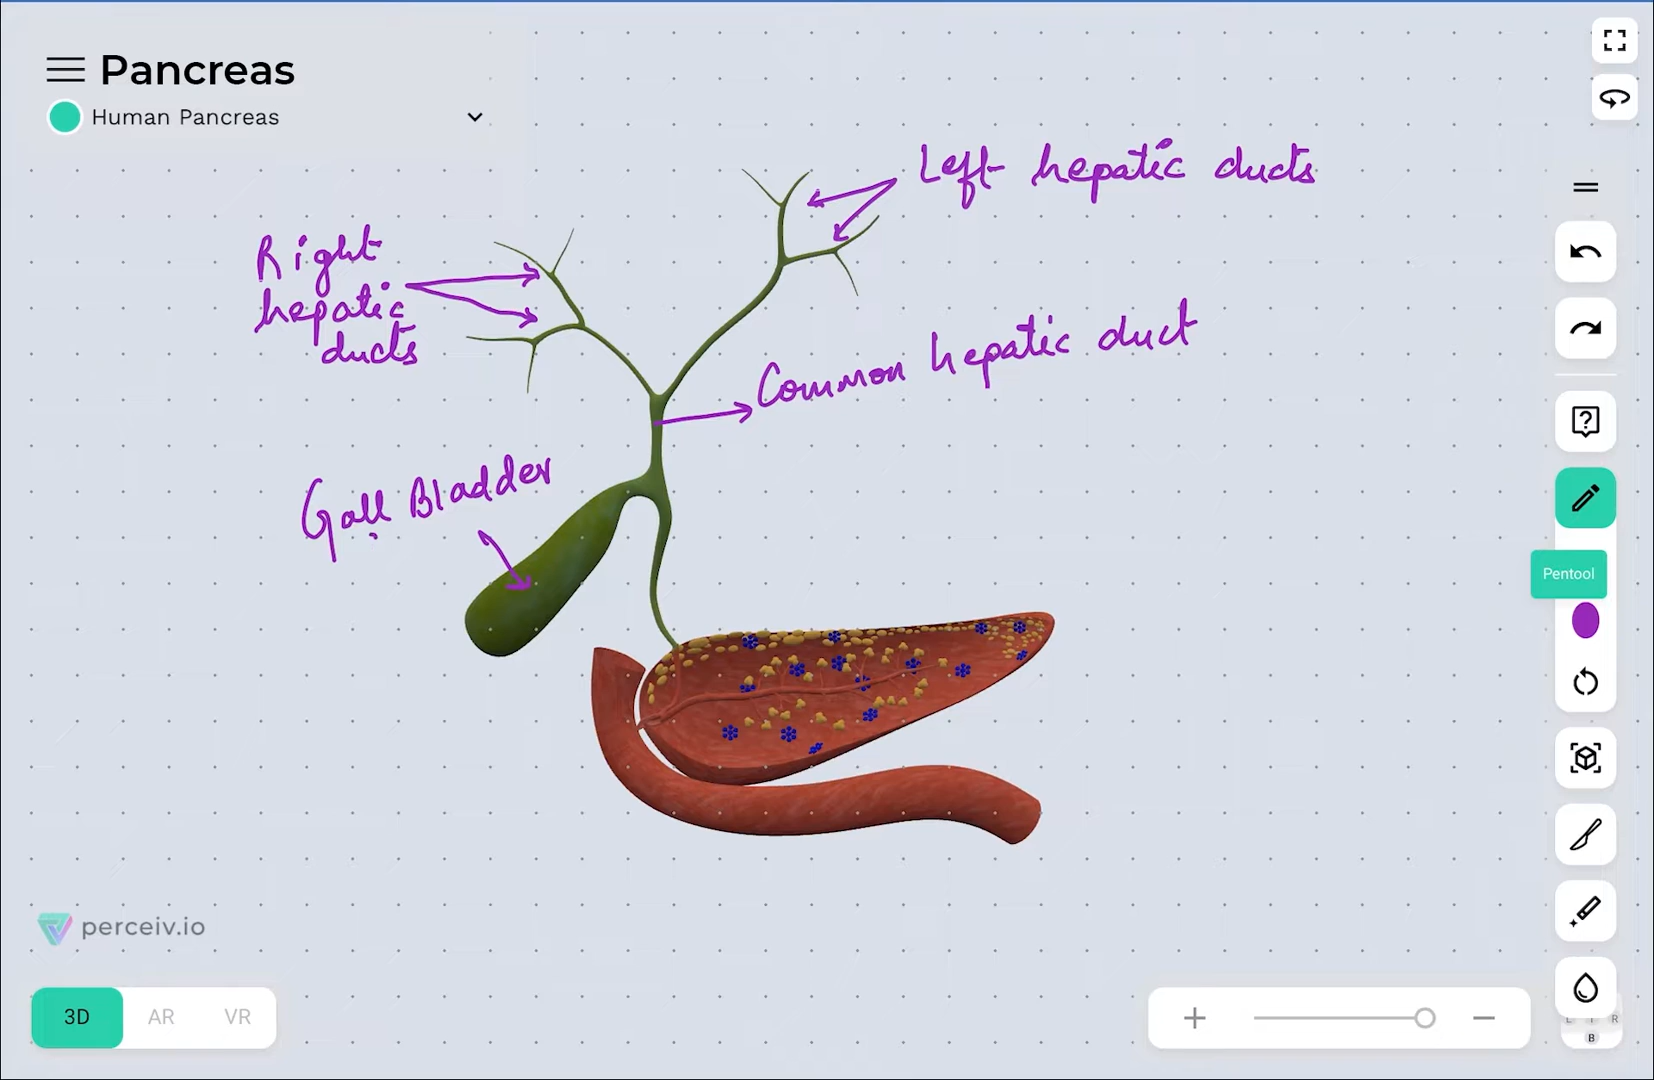 Pancreas
Human Pancreas
Left hepatic ducts
Right
hepatic
ducts
Common hepatic duct
Gall Bladder
Pentool
perceiv.io
3D AR VR
L T R
B